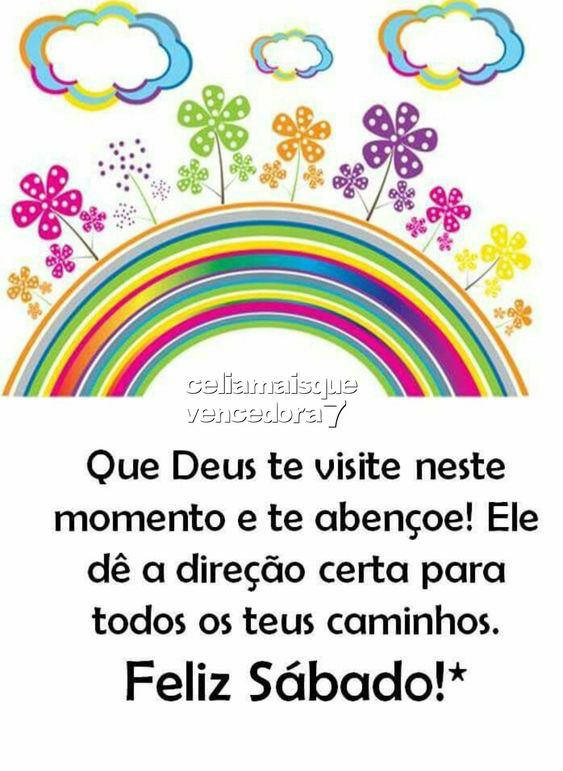 celiamaisque
vencedora7
Que Deus te visite neste
momento e te abençoe! Ele
dê a direção certa para
todos os teus caminhos.
Feliz Sábado!*